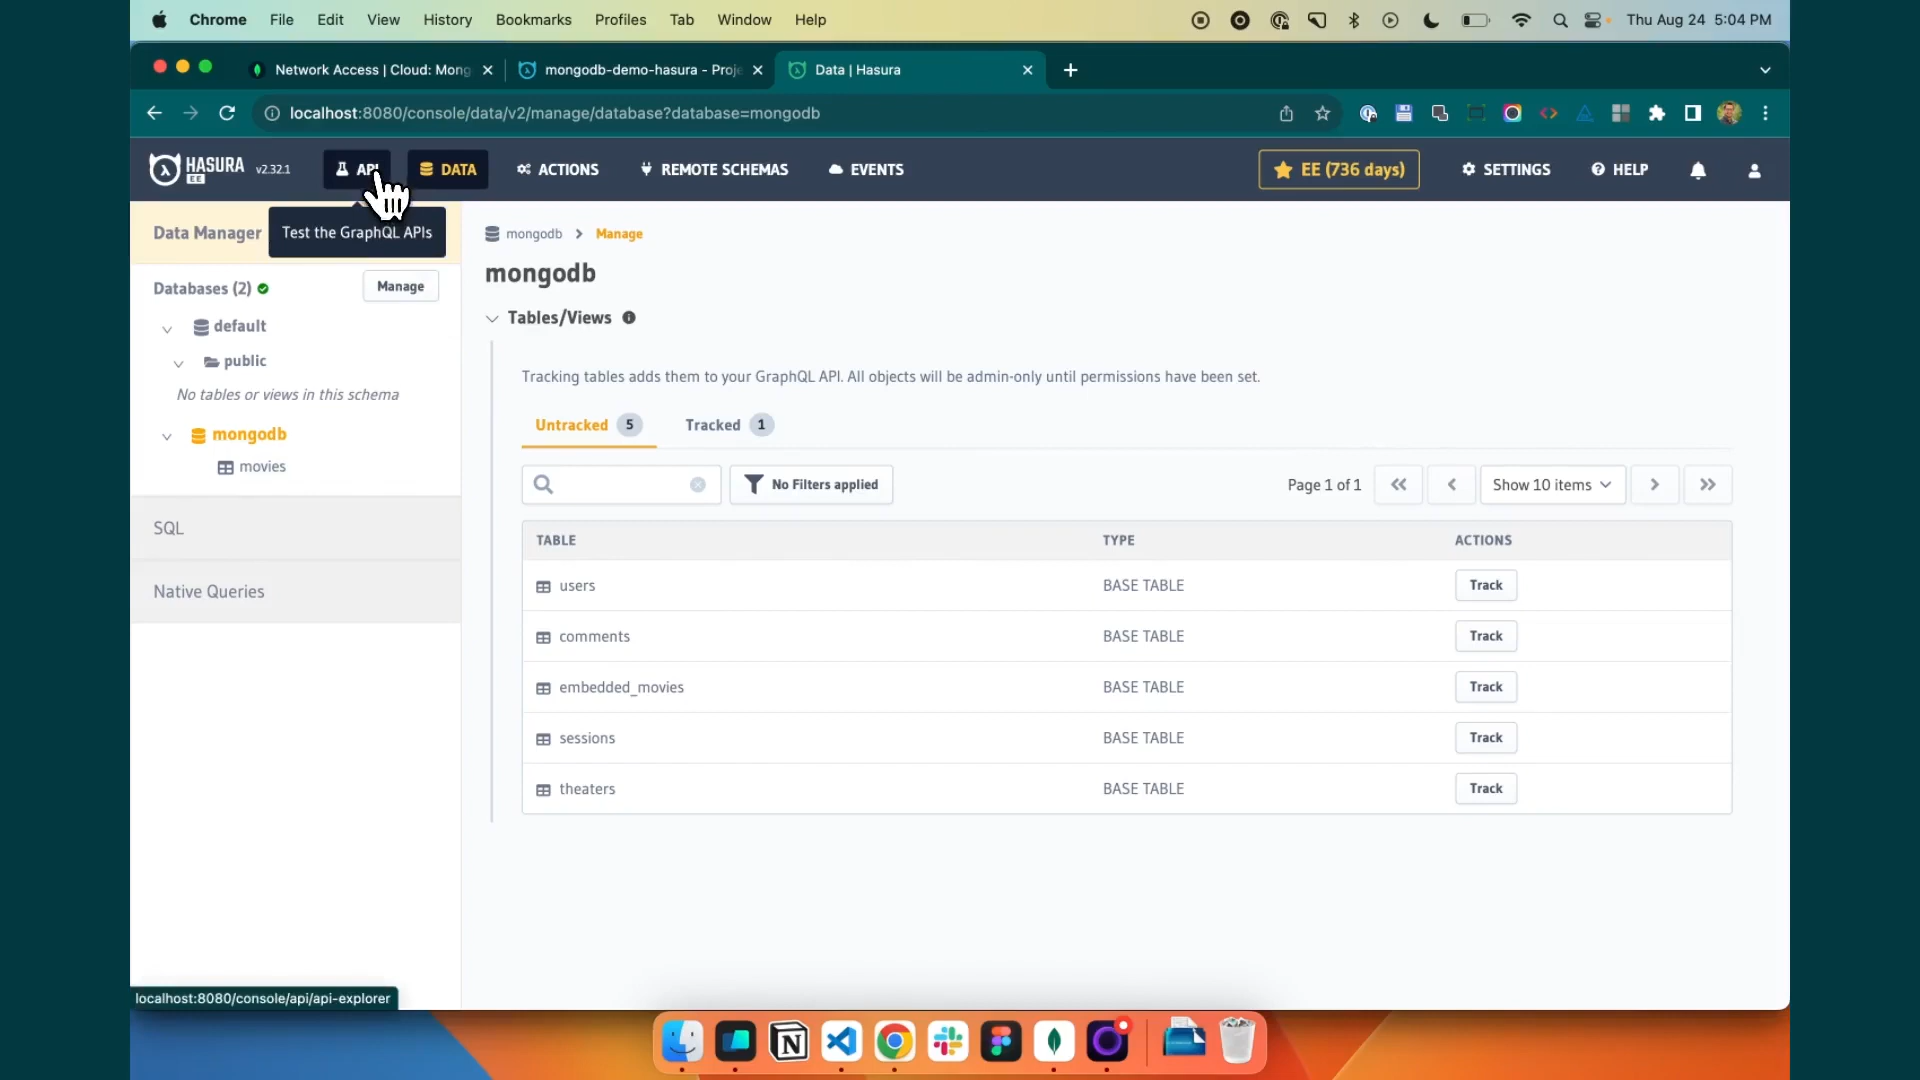 Chrome File Edit View History Bookmarks Profiles Tab Window Help Thu Aug 24 5:04 PM
Network Access | Cloud: Mong mongodb-demo-hasura - Proje Data | Hasura
localhost:8080/console/data/v2/manage/database?database=mongodb
HASURA EE v2.32.1 API DATA ACTIONS REMOTE SCHEMAS EVENTS EE (736 days) SETTINGS HELP
Data Manager Test the GraphQL APIs
mongodb > Manage
mongodb
Databases (2) Manage
Tables/Views
default
public
No tables or views in this schema
Tracking tables adds them to your GraphQL API. All objects will be admin-only until permissions have been set.
mongodb
movies
Untracked 5 Tracked 1
No Filters applied Page 1 of 1 Show 10 items
SQL
Native Queries
TABLE TYPE ACTIONS
users BASE TABLE Track
comments BASE TABLE Track
embedded_movies BASE TABLE Track
sessions BASE TABLE Track
theaters BASE TABLE Track
localhost:8080/console/api/api-explorer